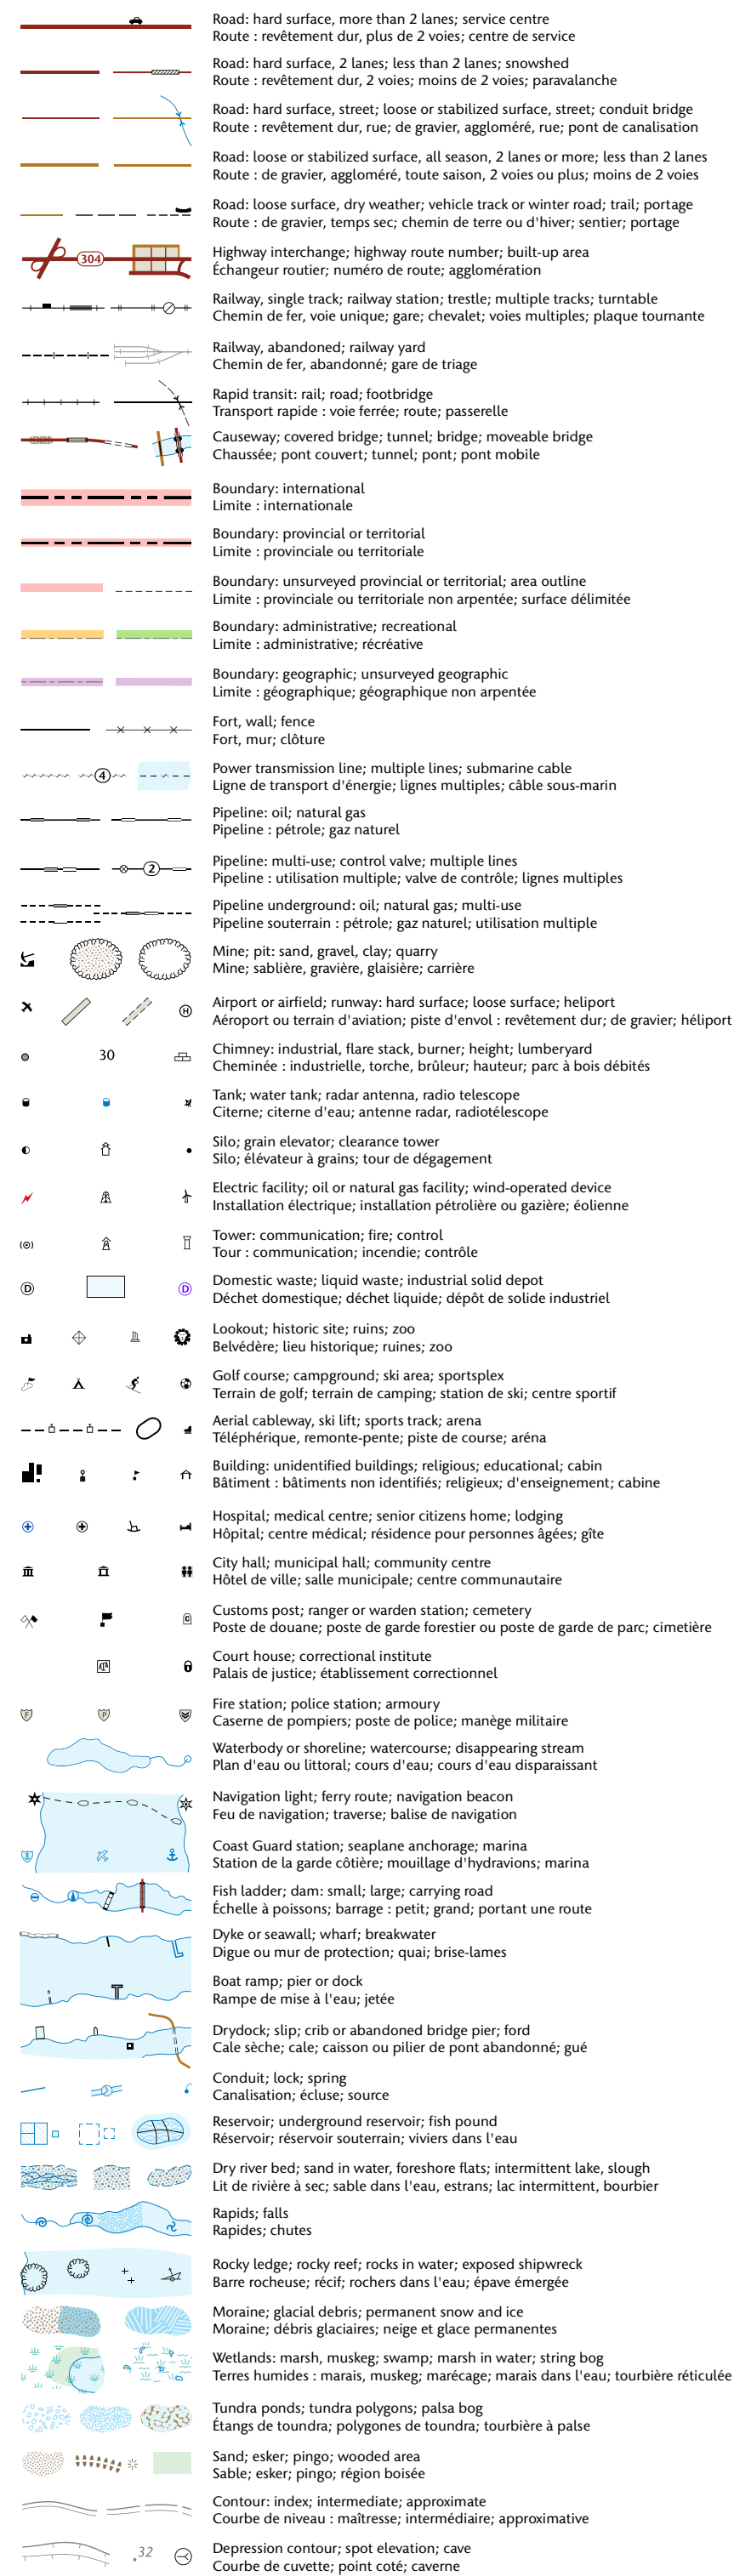 Road: hard surface, more than 2 lanes; service centre
Route : revêtement dur, plus de 2 voies; centre de service
Road: hard surface, 2 lanes; less than 2 lanes; snowshed
Route : revêtement dur, 2 voies; moins de 2 voies; paravalanche
Road: hard surface, street; loose or stabilized surface, street; conduit bridge
Route : revêtement dur, rue; de gravier, aggloméré, rue; pont de canalisation
Road: loose or stabilized surface, all season, 2 lanes or more; less than 2 lanes
Route : de gravier, aggloméré, toute saison, 2 voies ou plus; moins de 2 voies
Road: loose surface, dry weather; vehicle track or winter road; trail; portage
Route : de gravier, temps sec; chemin de terre ou d'hiver; sentier; portage
304
Highway interchange; highway route number; built-up area
Échangeur routier; numéro de route; agglomération
Railway, single track; railway station; trestle; multiple tracks; turntable
Chemin de fer, voie unique; gare; chevalet; voies multiples; plaque tournante
Railway, abandoned; railway yard
Chemin de fer, abandonné; gare de triage
Rapid transit: rail; road; footbridge
Transport rapide : voie ferrée; route; passerelle
Causeway; covered bridge; tunnel; bridge; moveable bridge
Chaussée; pont couvert; tunnel; pont; pont mobile
Boundary: international
Limite : internationale
Boundary: provincial or territorial
Limite : provinciale ou territoriale
Boundary: unsurveyed provincial or territorial; area outline
Limite : provinciale ou territoriale non arpentée; surface délimitée
Boundary: administrative; recreational
Limite : administrative; récréative
Boundary: geographic; unsurveyed geographic
Limite : géographique; géographique non arpentée
Fort, wall; fence
Fort, mur; clôture
4
Power transmission line; multiple lines; submarine cable
Ligne de transport d'énergie; lignes multiples; câble sous-marin
Pipeline: oil; natural gas
Pipeline : pétrole; gaz naturel
2
Pipeline: multi-use; control valve; multiple lines
Pipeline : utilisation multiple; valve de contrôle; lignes multiples
Pipeline underground: oil; natural gas; multi-use
Pipeline souterrain : pétrole; gaz naturel; utilisation multiple
Mine; pit: sand, gravel, clay; quarry
Mine; sablière, gravière, glaisière; carrière
H
Airport or airfield; runway: hard surface; loose surface; heliport
Aéroport ou terrain d'aviation; piste d'envol : revêtement dur; de gravier; héliport
30
Chimney: industrial, flare stack, burner; height; lumberyard
Cheminée : industrielle, torche, brûleur; hauteur; parc à bois débités
Tank; water tank; radar antenna, radio telescope
Citerne; citerne d'eau; antenne radar, radiotélescope
Silo; grain elevator; clearance tower
Silo; élévateur à grains; tour de dégagement
Electric facility; oil or natural gas facility; wind-operated device
Installation électrique; installation pétrolière ou gazière; éolienne
Tower: communication; fire; control
Tour : communication; incendie; contrôle
D D
Domestic waste; liquid waste; industrial solid depot
Déchet domestique; déchet liquide; dépôt de solide industriel
Lookout; historic site; ruins; zoo
Belvédère; lieu historique; ruines; zoo
Golf course; campground; ski area; sportsplex
Terrain de golf; terrain de camping; station de ski; centre sportif
Aerial cableway, ski lift; sports track; arena
Téléphérique, remonte-pente; piste de course; aréna
Building: unidentified buildings; religious; educational; cabin
Bâtiment : bâtiments non identifiés; religieux; d'enseignement; cabine
Hospital; medical centre; senior citizens home; lodging
Hôpital; centre médical; résidence pour personnes âgées; gîte
City hall; municipal hall; community centre
Hôtel de ville; salle municipale; centre communautaire
C
Customs post; ranger or warden station; cemetery
Poste de douane; poste de garde forestier ou poste de garde de parc; cimetière
Court house; correctional institute
Palais de justice; établissement correctionnel
F P
Fire station; police station; armoury
Caserne de pompiers; poste de police; manège militaire
Waterbody or shoreline; watercourse; disappearing stream
Plan d'eau ou littoral; cours d'eau; cours d'eau disparaissant
Navigation light; ferry route; navigation beacon
Feu de navigation; traverse; balise de navigation
Coast Guard station; seaplane anchorage; marina
Station de la garde côtière; mouillage d'hydravions; marina
Fish ladder; dam: small; large; carrying road
Échelle à poissons; barrage : petit; grand; portant une route
Dyke or seawall; wharf; breakwater
Digue ou mur de protection; quai; brise-lames
Boat ramp; pier or dock
Rampe de mise à l'eau; jetée
Drydock; slip; crib or abandoned bridge pier; ford
Cale sèche; cale; caisson ou pilier de pont abandonné; gué
Conduit; lock; spring
Canalisation; écluse; source
Reservoir; underground reservoir; fish pound
Réservoir; réservoir souterrain; viviers dans l'eau
Dry river bed; sand in water, foreshore flats; intermittent lake, slough
Lit de rivière à sec; sable dans l'eau, estrans; lac intermittent, bourbier
Rapids; falls
Rapides; chutes
Rocky ledge; rocky reef; rocks in water; exposed shipwreck
Barre rocheuse; récif; rochers dans l'eau; épave émergée
Moraine; glacial debris; permanent snow and ice
Moraine; débris glaciaires; neige et glace permanentes
Wetlands: marsh, muskeg; swamp; marsh in water; string bog
Terres humides : marais, muskeg; marécage; marais dans l'eau; tourbière réticulée
Tundra ponds; tundra polygons; palsa bog
Étangs de toundra; polygones de toundra; tourbière à palse
Sand; esker; pingo; wooded area
Sable; esker; pingo; région boisée
Contour: index; intermediate; approximate
Courbe de niveau : maîtresse; intermédiaire; approximative
.32
Depression contour; spot elevation; cave
Courbe de cuvette; point coté; caverne